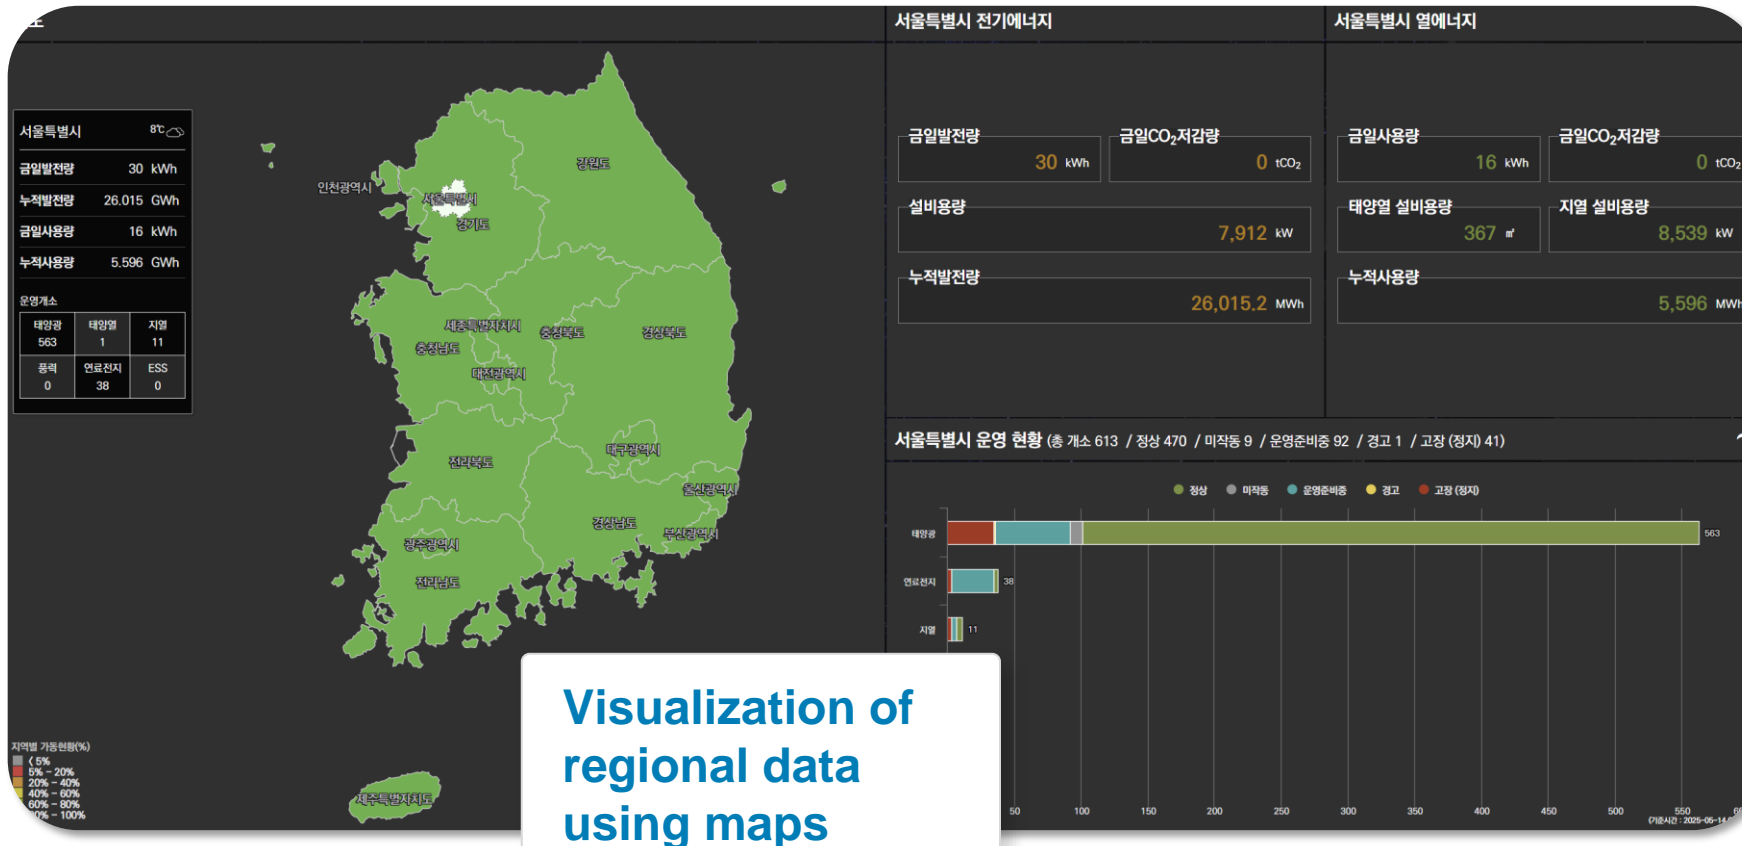 서울특별시 8℃
금일발전량 30 kWh
누적발전량 26.015 GWh
금일사용량 16 kWh
누적사용량 5.596 GWh
운영개소
태양광 태양열 지열
563 1 11
풍력 연료전지 ESS
0 38 0
인천광역시
서울특별시
경기도
강원도
세종특별자치시
충청북도
경상북도
충청남도
대전광역시
대구광역시
전라북도
울산광역시
경상남도
부산광역시
광주광역시
전라남도
제주특별자치도
지역별 가동현황(%)
< 5%
5% - 20%
20% - 40%
40% - 60%
60% - 80%
- 100%
서울특별시 전기에너지
금일발전량
30 kWh
금일CO₂저감량
0 tCO₂
설비용량
7,912 kW
누적발전량
26,015.2 MWh
서울특별시 열에너지
금일사용량
16 kWh
금일CO₂저감량
0 tCO₂
태양열 설비용량
367 ㎡
지열 설비용량
8,539 kW
누적사용량
5,596 MWh
서울특별시 운영 현황 (총 개소 613 / 정상 470 / 미작동 9 / 운영준비중 92 / 경고 1 / 고장 (정지) 41)
정상 미작동 운영준비중 경고 고장 (정지)
태양광 563
연료전지 38
지열 11
50 100 150 200 250 300 350 400 450 500 550
(기준시간 : 2025-05-14
Visualization of
regional data
using maps